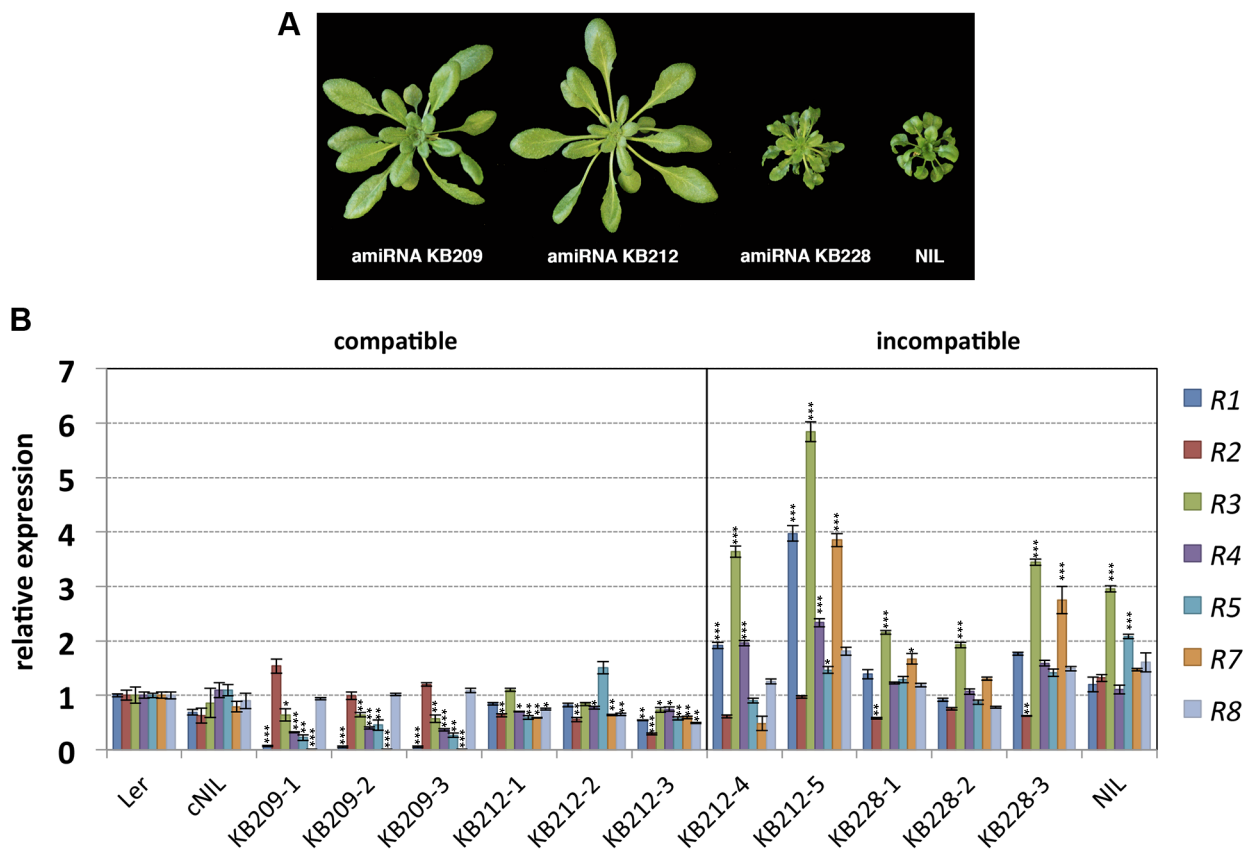 A
amiRNA KB209
amiRNA KB212
amiRNA KB228
NIL
B
compatible
incompatible
relative expression
7
6
5
4
3
2
1
0
Ler
cNIL
KB209-1
KB209-2
KB209-3
KB212-1
KB212-2
KB212-3
KB212-4
KB212-5
KB228-1
KB228-2
KB228-3
NIL
R1
R2
R3
R4
R5
R7
R8